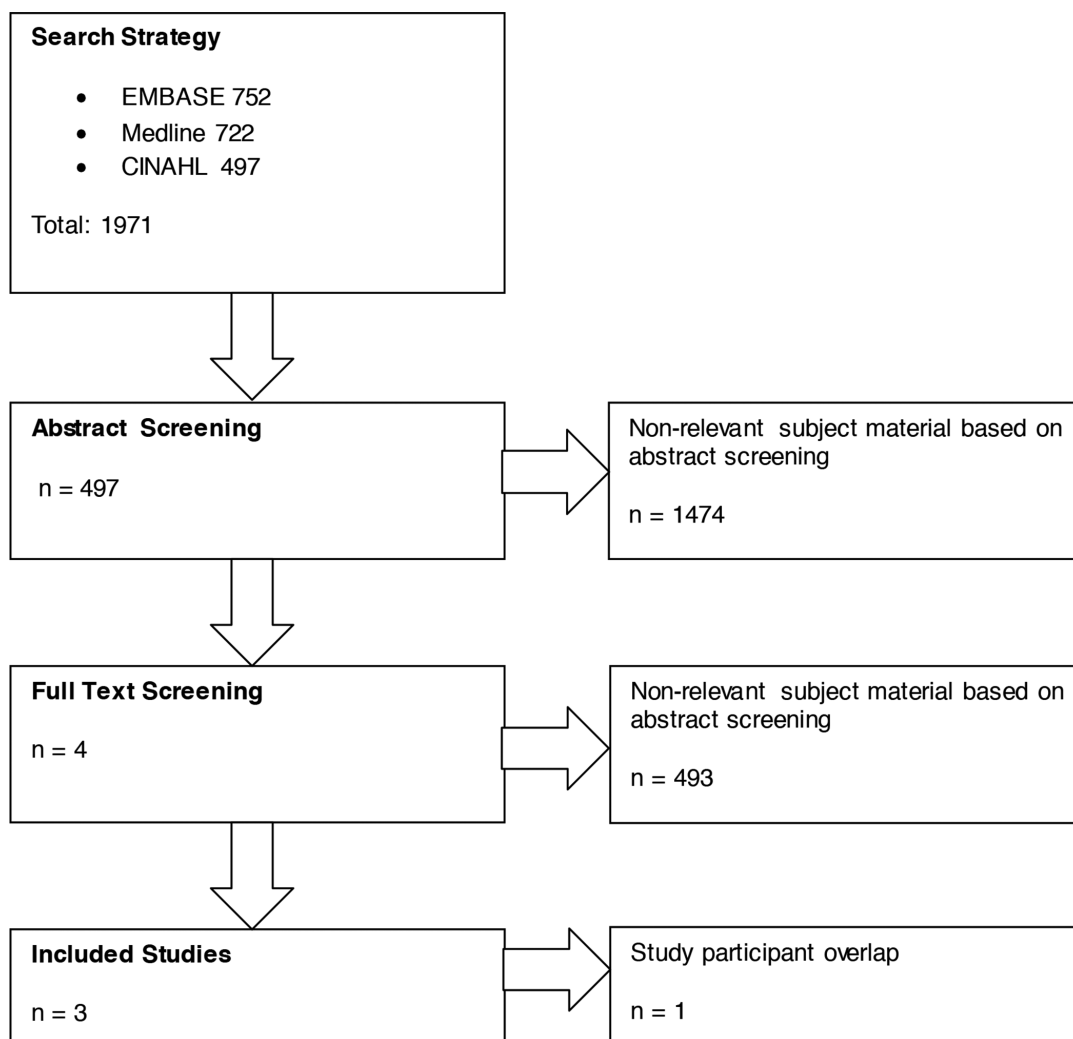 Search Strategy
• EMBASE 752
• Medline 722
• CINAHL 497
Total: 1971
Abstract Screening
n = 497
Non-relevant subject material based on
abstract screening
n = 1474
Full Text Screening
n = 4
Non-relevant subject material based on
abstract screening
n = 493
Included Studies
n = 3
Study participant overlap
n = 1